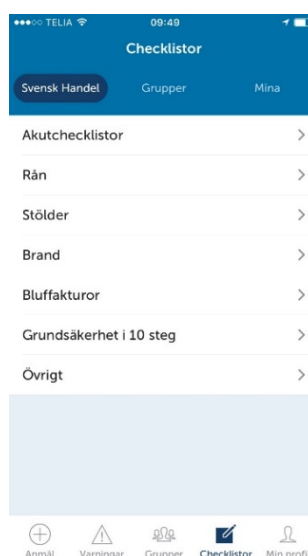 TELIA 09:49
Checklistor
Svensk Handel Grupper Mina
Akutchecklistor
Rån
Stölder
Brand
Bluffakturor
Grundsäkerhet i 10 steg
Övrigt
Anmäl Varningar Grupper Checklistor Min profil